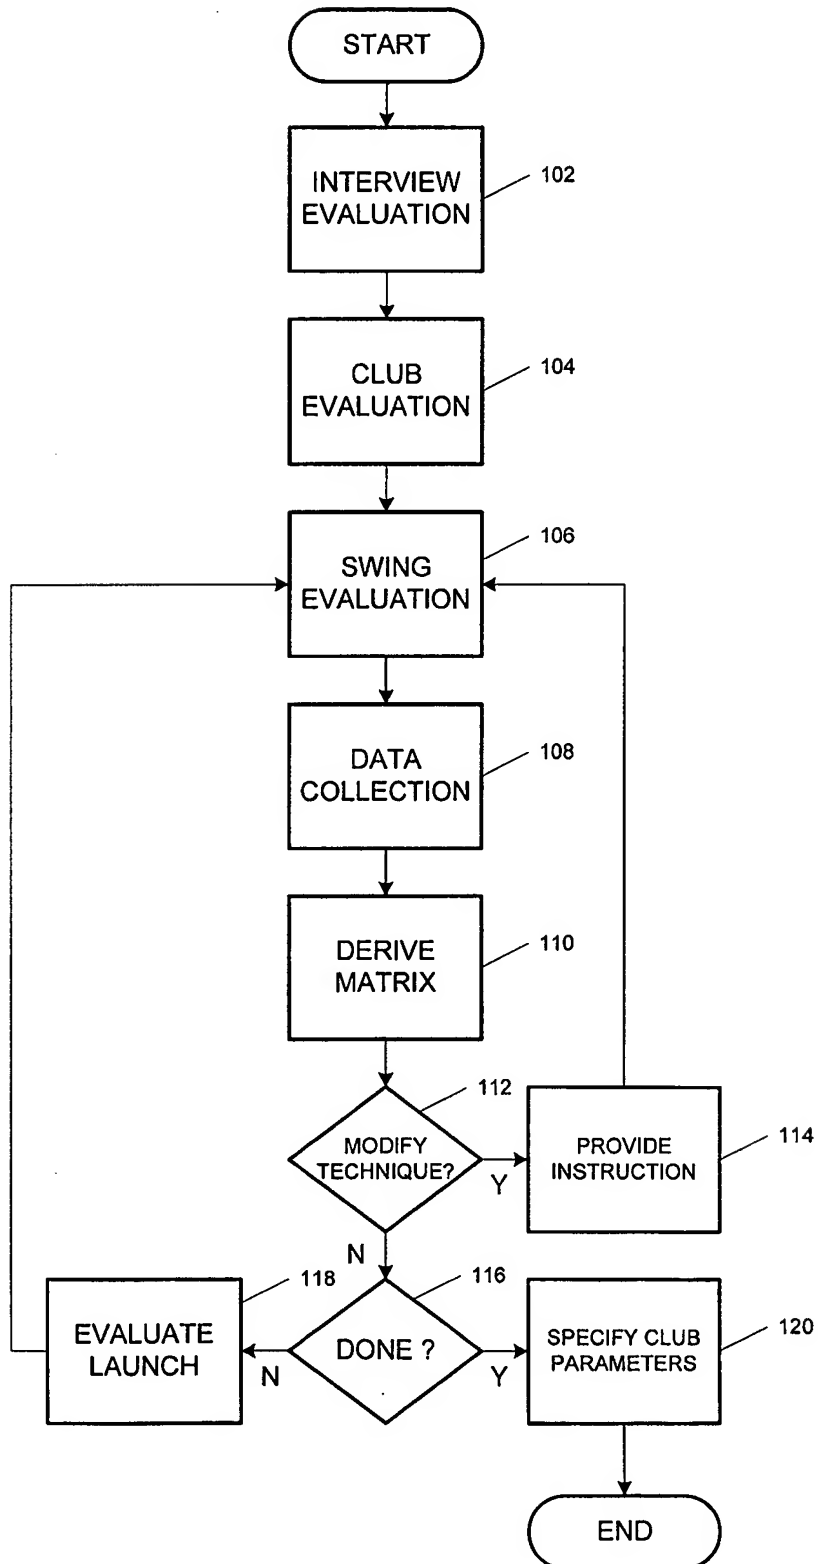 START
INTERVIEW
EVALUATION
102
CLUB
EVALUATION
104
SWING
EVALUATION
106
DATA
COLLECTION
108
DERIVE
MATRIX
110
MODIFY
TECHNIQUE?
112
Y
PROVIDE
INSTRUCTION
114
N
EVALUATE
LAUNCH
118
N
DONE ?
116
Y
SPECIFY CLUB
PARAMETERS
120
END